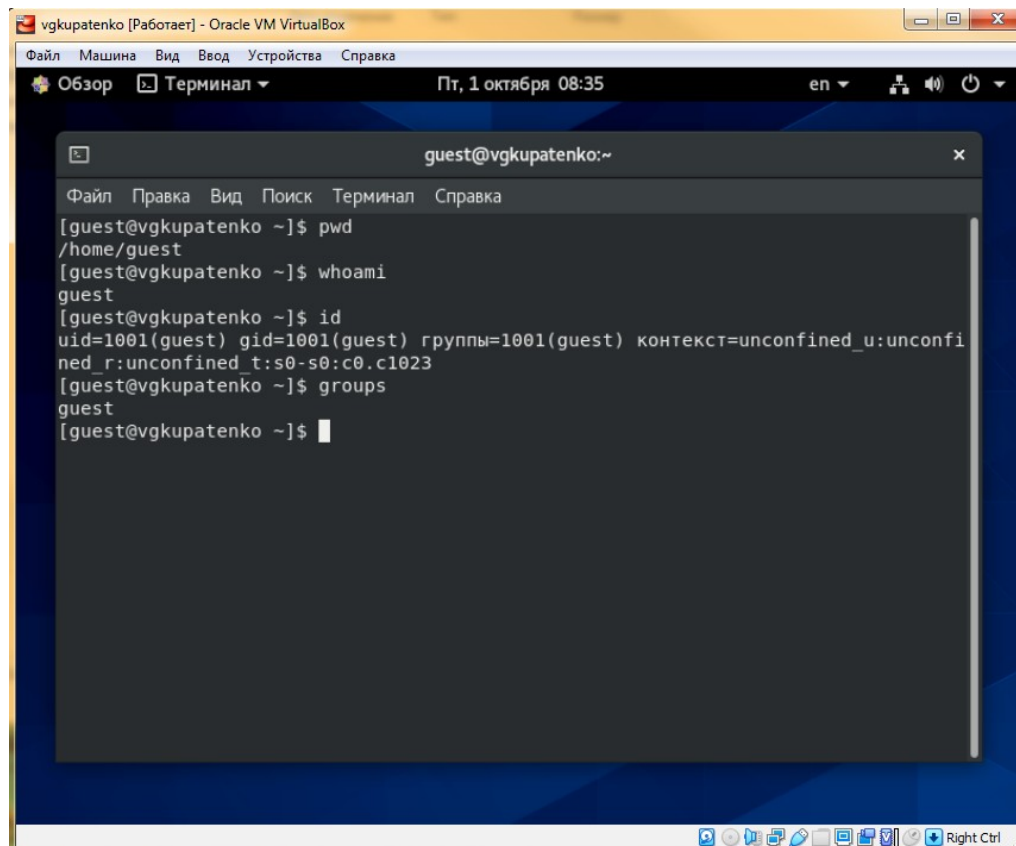 vgkupatenko [Работает] - Oracle VM VirtualBox
Файл Машина Вид Ввод Устройства Справка
Обзор Терминал Пт, 1 октября 08:35 en
guest@vgkupatenko:~
Файл Правка Вид Поиск Терминал Справка
[guest@vgkupatenko ~]$ pwd
/home/guest
[guest@vgkupatenko ~]$ whoami
guest
[guest@vgkupatenko ~]$ id
uid=1001(guest) gid=1001(guest) группы=1001(guest) контекст=unconfined_u:unconfi
ned_r:unconfined_t:s0-s0:c0.c1023
[guest@vgkupatenko ~]$ groups
guest
[guest@vgkupatenko ~]$
Right Ctrl